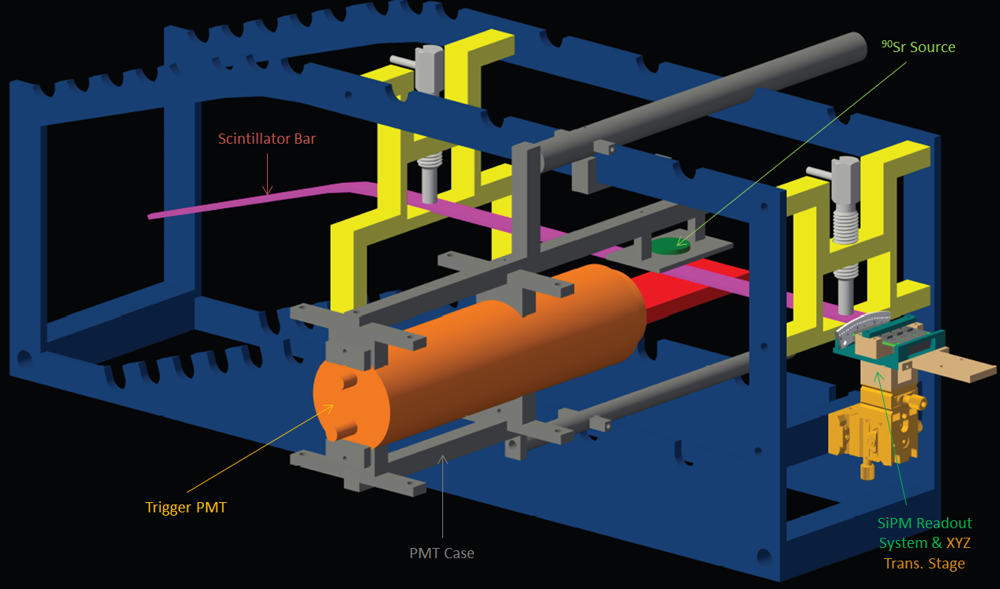 ⁹⁰Sr Source
Scintillator Bar
Trigger PMT
PMT Case
SiPM Readout
System & XYZ
Trans. Stage